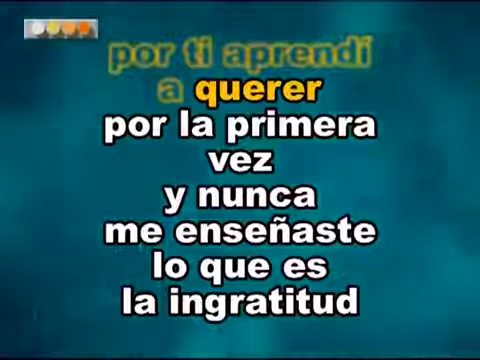 por ti aprendí
a querer
por la primera
vez
y nunca
me enseñaste
lo que es
la ingratitud